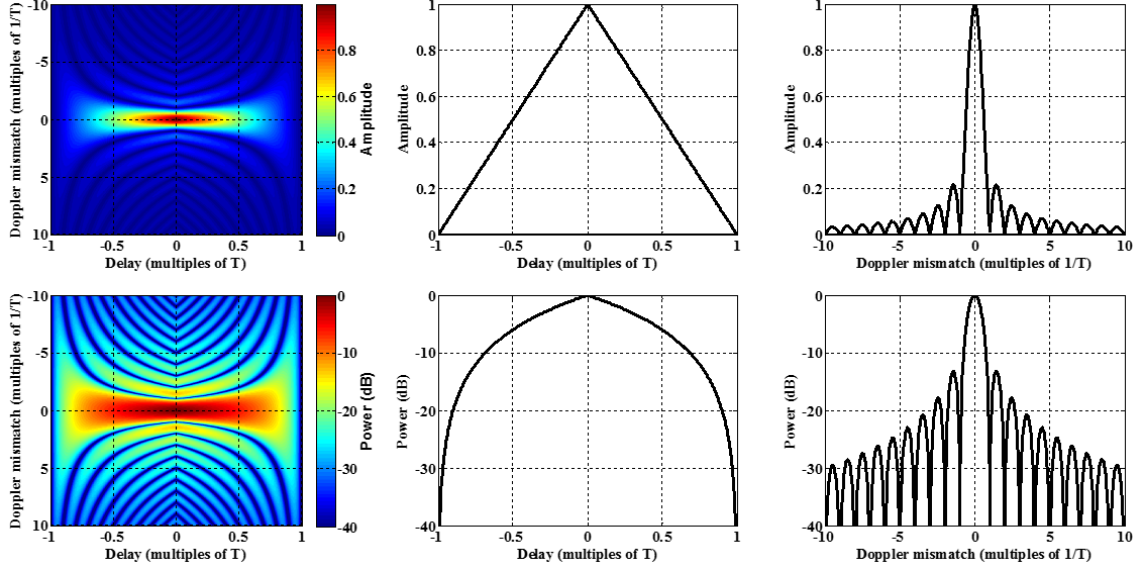 -10
-5
0
5
10
Doppler mismatch (multiples of 1/T)
-1 -0.5 0 0.5 1
Delay (multiples of T)
0.8
0.6
0.4
0.2
0
Amplitude
1
0.8
0.6
0.4
0.2
0
Amplitude
-1 -0.5 0 0.5 1
Delay (multiples of T)
1
0.8
0.6
0.4
0.2
0
Amplitude
-10 -5 0 5 10
Doppler mismatch (multiples of 1/T)
-10
-5
0
5
10
Doppler mismatch (multiples of 1/T)
-1 -0.5 0 0.5 1
Delay (multiples of T)
0
-10
-20
-30
-40
Power (dB)
0
-10
-20
-30
-40
Power (dB)
-1 -0.5 0 0.5 1
Delay (multiples of T)
0
-10
-20
-30
-40
Power (dB)
-10 -5 0 5 10
Doppler mismatch (multiples of 1/T)